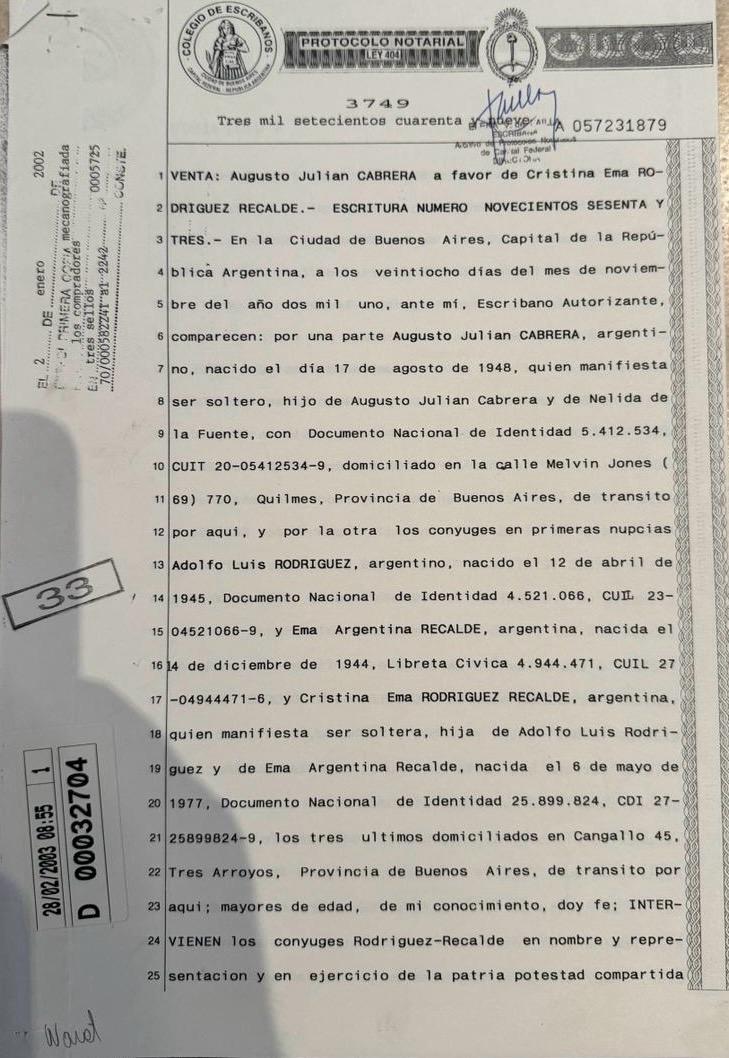 COLEGIO DE ESCRIBANOS
CIUDAD DE BUENOS AIRES
CAPITAL FEDERAL - REPUBLICA ARGENTINA
PROTOCOLO NOTARIAL
LEY 404
3749
Tres mil setecientos cuarenta y nueve
A 057231879
ESCRIBANA
de Capital Federal
EL 2 DE enero DE 2002
PRIMERA COPIA mecanografiada
los compradores
En tres sellos 0005725
CONSTE.
1 VENTA: Augusto Julian CABRERA a favor de Cristina Ema RO-
2 DRIGUEZ RECALDE.- ESCRITURA NUMERO NOVECIENTOS SESENTA Y
3 TRES.- En la Ciudad de Buenos Aires, Capital de la Repú-
4 blica Argentina, a los veintiocho días del mes de noviem-
5 bre del año dos mil uno, ante mí, Escribano Autorizante,
6 comparecen: por una parte Augusto Julian CABRERA, argenti-
7 no, nacido el día 17 de agosto de 1948, quien manifiesta
8 ser soltero, hijo de Augusto Julian Cabrera y de Nelida de
9 la Fuente, con Documento Nacional de Identidad 5.412.534,
10 CUIT 20-05412534-9, domiciliado en la calle Melvin Jones (
11 69) 770, Quilmes, Provincia de Buenos Aires, de transito
12 por aqui, y por la otra los conyuges en primeras nupcias
13 Adolfo Luis RODRIGUEZ, argentino, nacido el 12 de abril de
14 1945, Documento Nacional de Identidad 4.521.066, CUIL 23-
15 04521066-9, y Ema Argentina RECALDE, argentina, nacida el
16 14 de diciembre de 1944, Libreta Civica 4.944.471, CUIL 27
17 -04944471-6, y Cristina Ema RODRIGUEZ RECALDE, argentina,
18 quien manifiesta ser soltera, hija de Adolfo Luis Rodri-
19 guez y de Ema Argentina Recalde, nacida el 6 de mayo de
20 1977, Documento Nacional de Identidad 25.899.824, CDI 27-
21 25899824-9, los tres ultimos domiciliados en Cangallo 45,
22 Tres Arroyos, Provincia de Buenos Aires, de transito por
23 aqui; mayores de edad, de mi conocimiento, doy fe; INTER-
24 VIENEN los conyuges Rodriguez-Recalde en nombre y repre-
25 sentacion y en ejercicio de la patria potestad compartida
33
28/02/2003 08:55 1
D 00032704